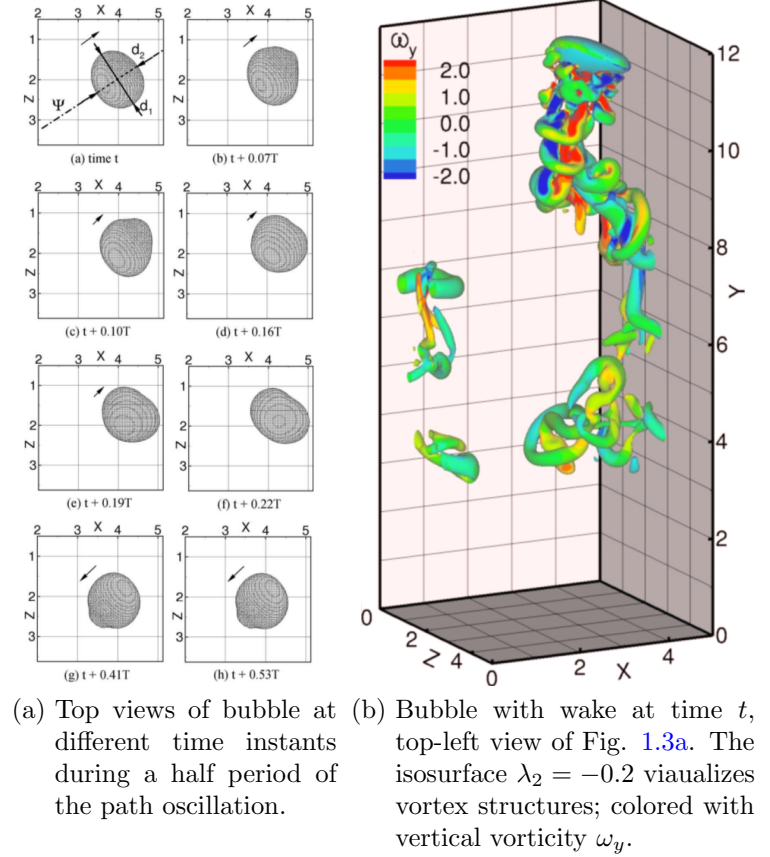 2 3 X 4 5
1
2
Z
3
Ψ
d2
d1
(a) time t
2 3 X 4 5
1
2
Z
3
(b) t + 0.07T
2 3 X 4 5
1
2
Z
3
(c) t + 0.10T
2 3 X 4 5
1
2
Z
3
(d) t + 0.16T
2 3 X 4 5
1
2
Z
3
(e) t + 0.19T
2 3 X 4 5
1
2
Z
3
(f) t + 0.22T
2 3 X 4 5
1
2
Z
3
(g) t + 0.41T
2 3 X 4 5
1
2
Z
3
(h) t + 0.53T
ωy
2.0
1.0
0.0
-1.0
-2.0
12
10
8
Y
6
4
2
0
0
2
Z 4
0
2
X
4
(a) Top views of bubble at
different time instants
during a half period of
the path oscillation.
(b) Bubble with wake at time t,
top-left view of Fig. 1.3a. The
isosurface λ2 = −0.2 viaualizes
vortex structures; colored with
vertical vorticity ωy.